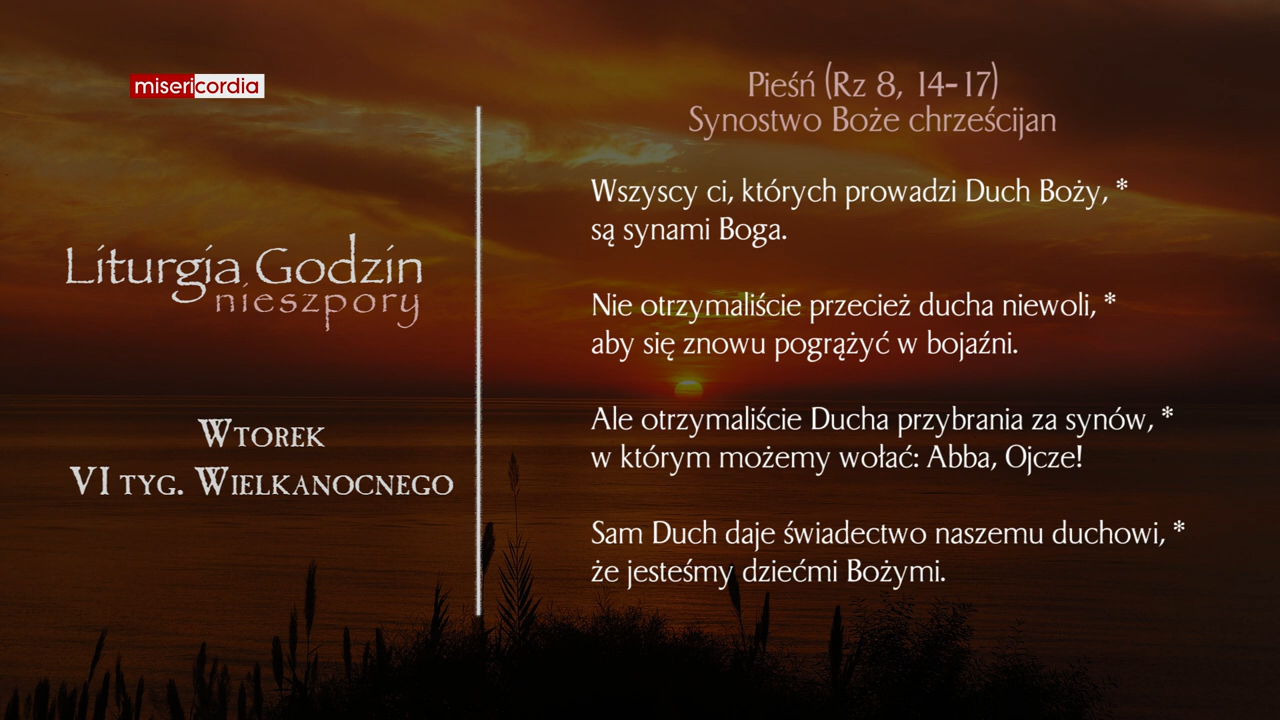 misericordia
Liturgia Godzin
nieszpory
Wtorek
VI tyg. Wielkanocnego
Pieśń (Rz 8, 14-17)
Synostwo Boże chrześcijan
Wszyscy ci, których prowadzi Duch Boży, *
są synami Boga.
Nie otrzymaliście przecież ducha niewoli, *
aby się znowu pogrążyć w bojaźni.
Ale otrzymaliście Ducha przybrania za synów, *
w którym możemy wołać: Abba, Ojcze!
Sam Duch daje świadectwo naszemu duchowi, *
że jesteśmy dziećmi Bożymi.